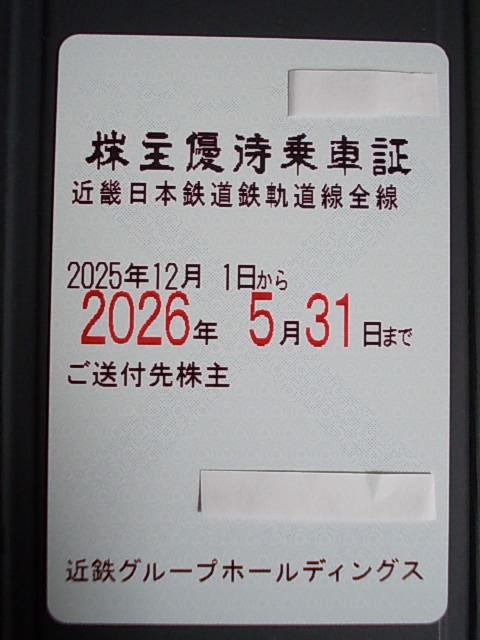 株主優待乗車証
近畿日本鉄道鉄軌道線全線
2025年12月 1日から
2026年 5月31日まで
ご送付先株主
近鉄グループホールディングス